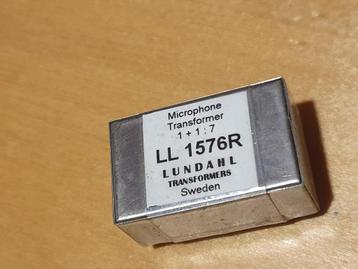 Microphone
Transformer
1 + 1 : 7
LL 1576R
LUNDAHL
TRANSFORMERS
Sweden